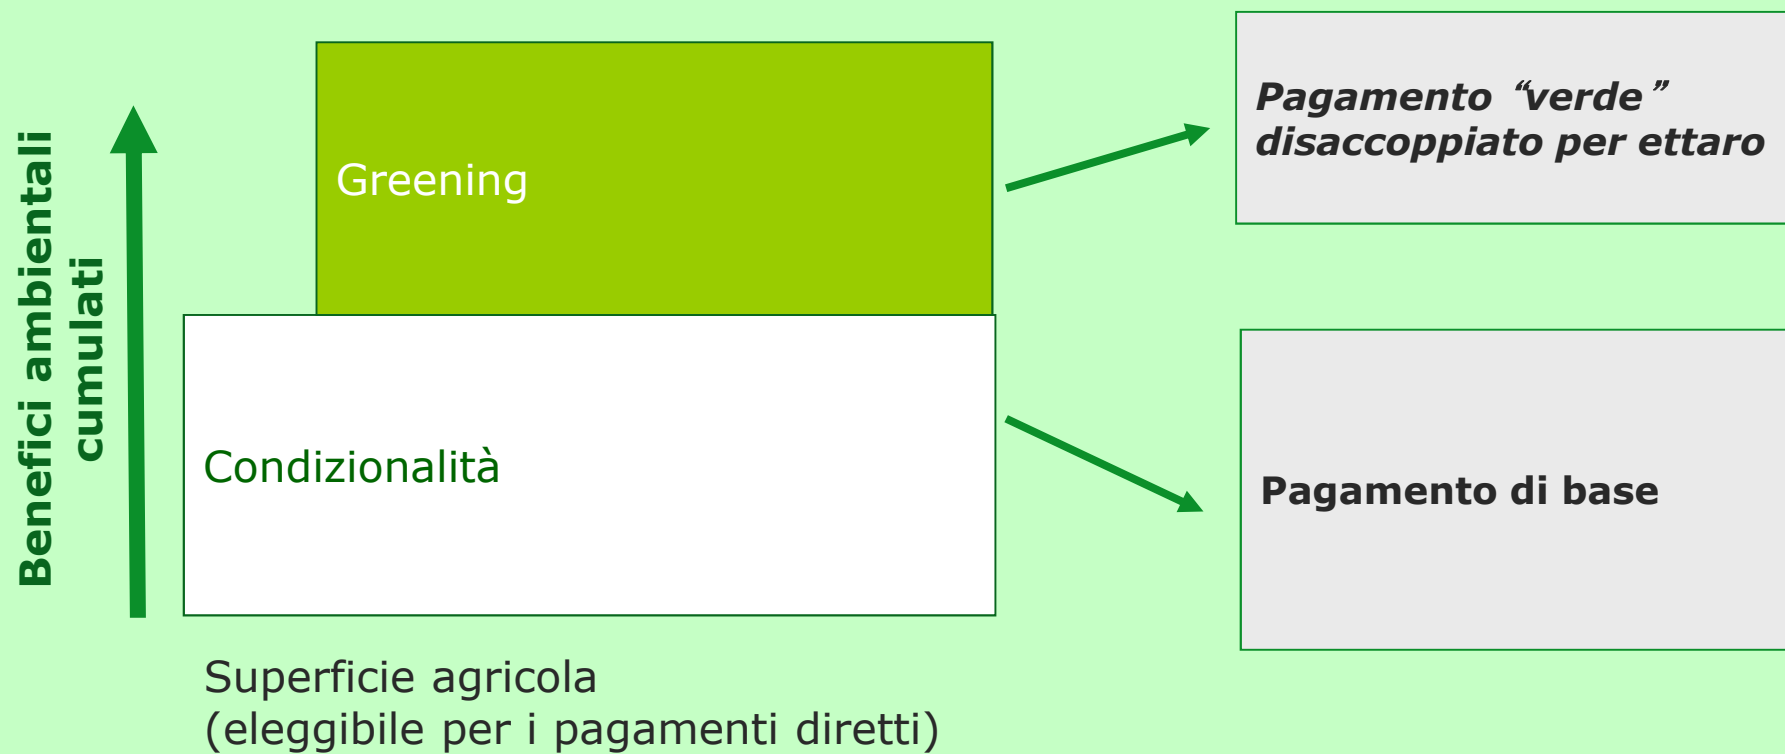 Benefici ambientali
cumulati
Greening
Pagamento “verde”
disaccoppiato per ettaro
Condizionalità
Pagamento di base
Superficie agricola
(eleggibile per i pagamenti diretti)